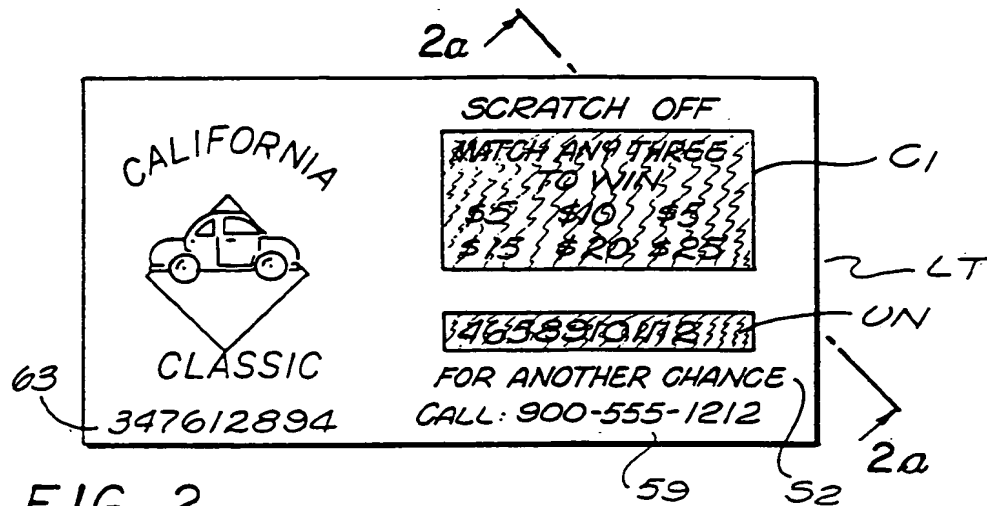 2a
SCRATCH OFF
CALIFORNIA
MATCH ANY THREE
TO WIN
$5 $10 $5
$15 $20 $25
C1
LT
UN
CLASSIC
FOR ANOTHER CHANCE
63
347612894
CALL: 900-555-1212
2a
59
52
FIG. 2